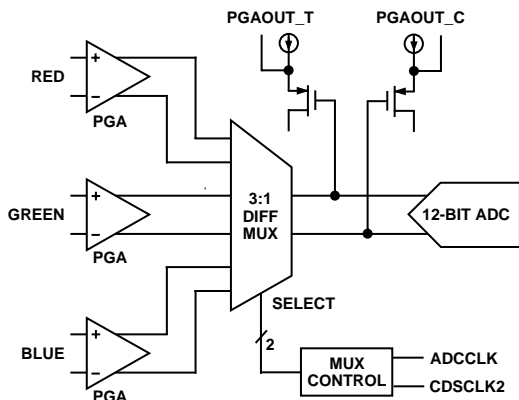 PGAOUT_T
PGAOUT_C
RED
+
−
PGA
GREEN
+
−
PGA
3:1
DIFF
MUX
12-BIT ADC
SELECT
BLUE
+
−
PGA
2
MUX
CONTROL
ADCCLK
CDSCLK2